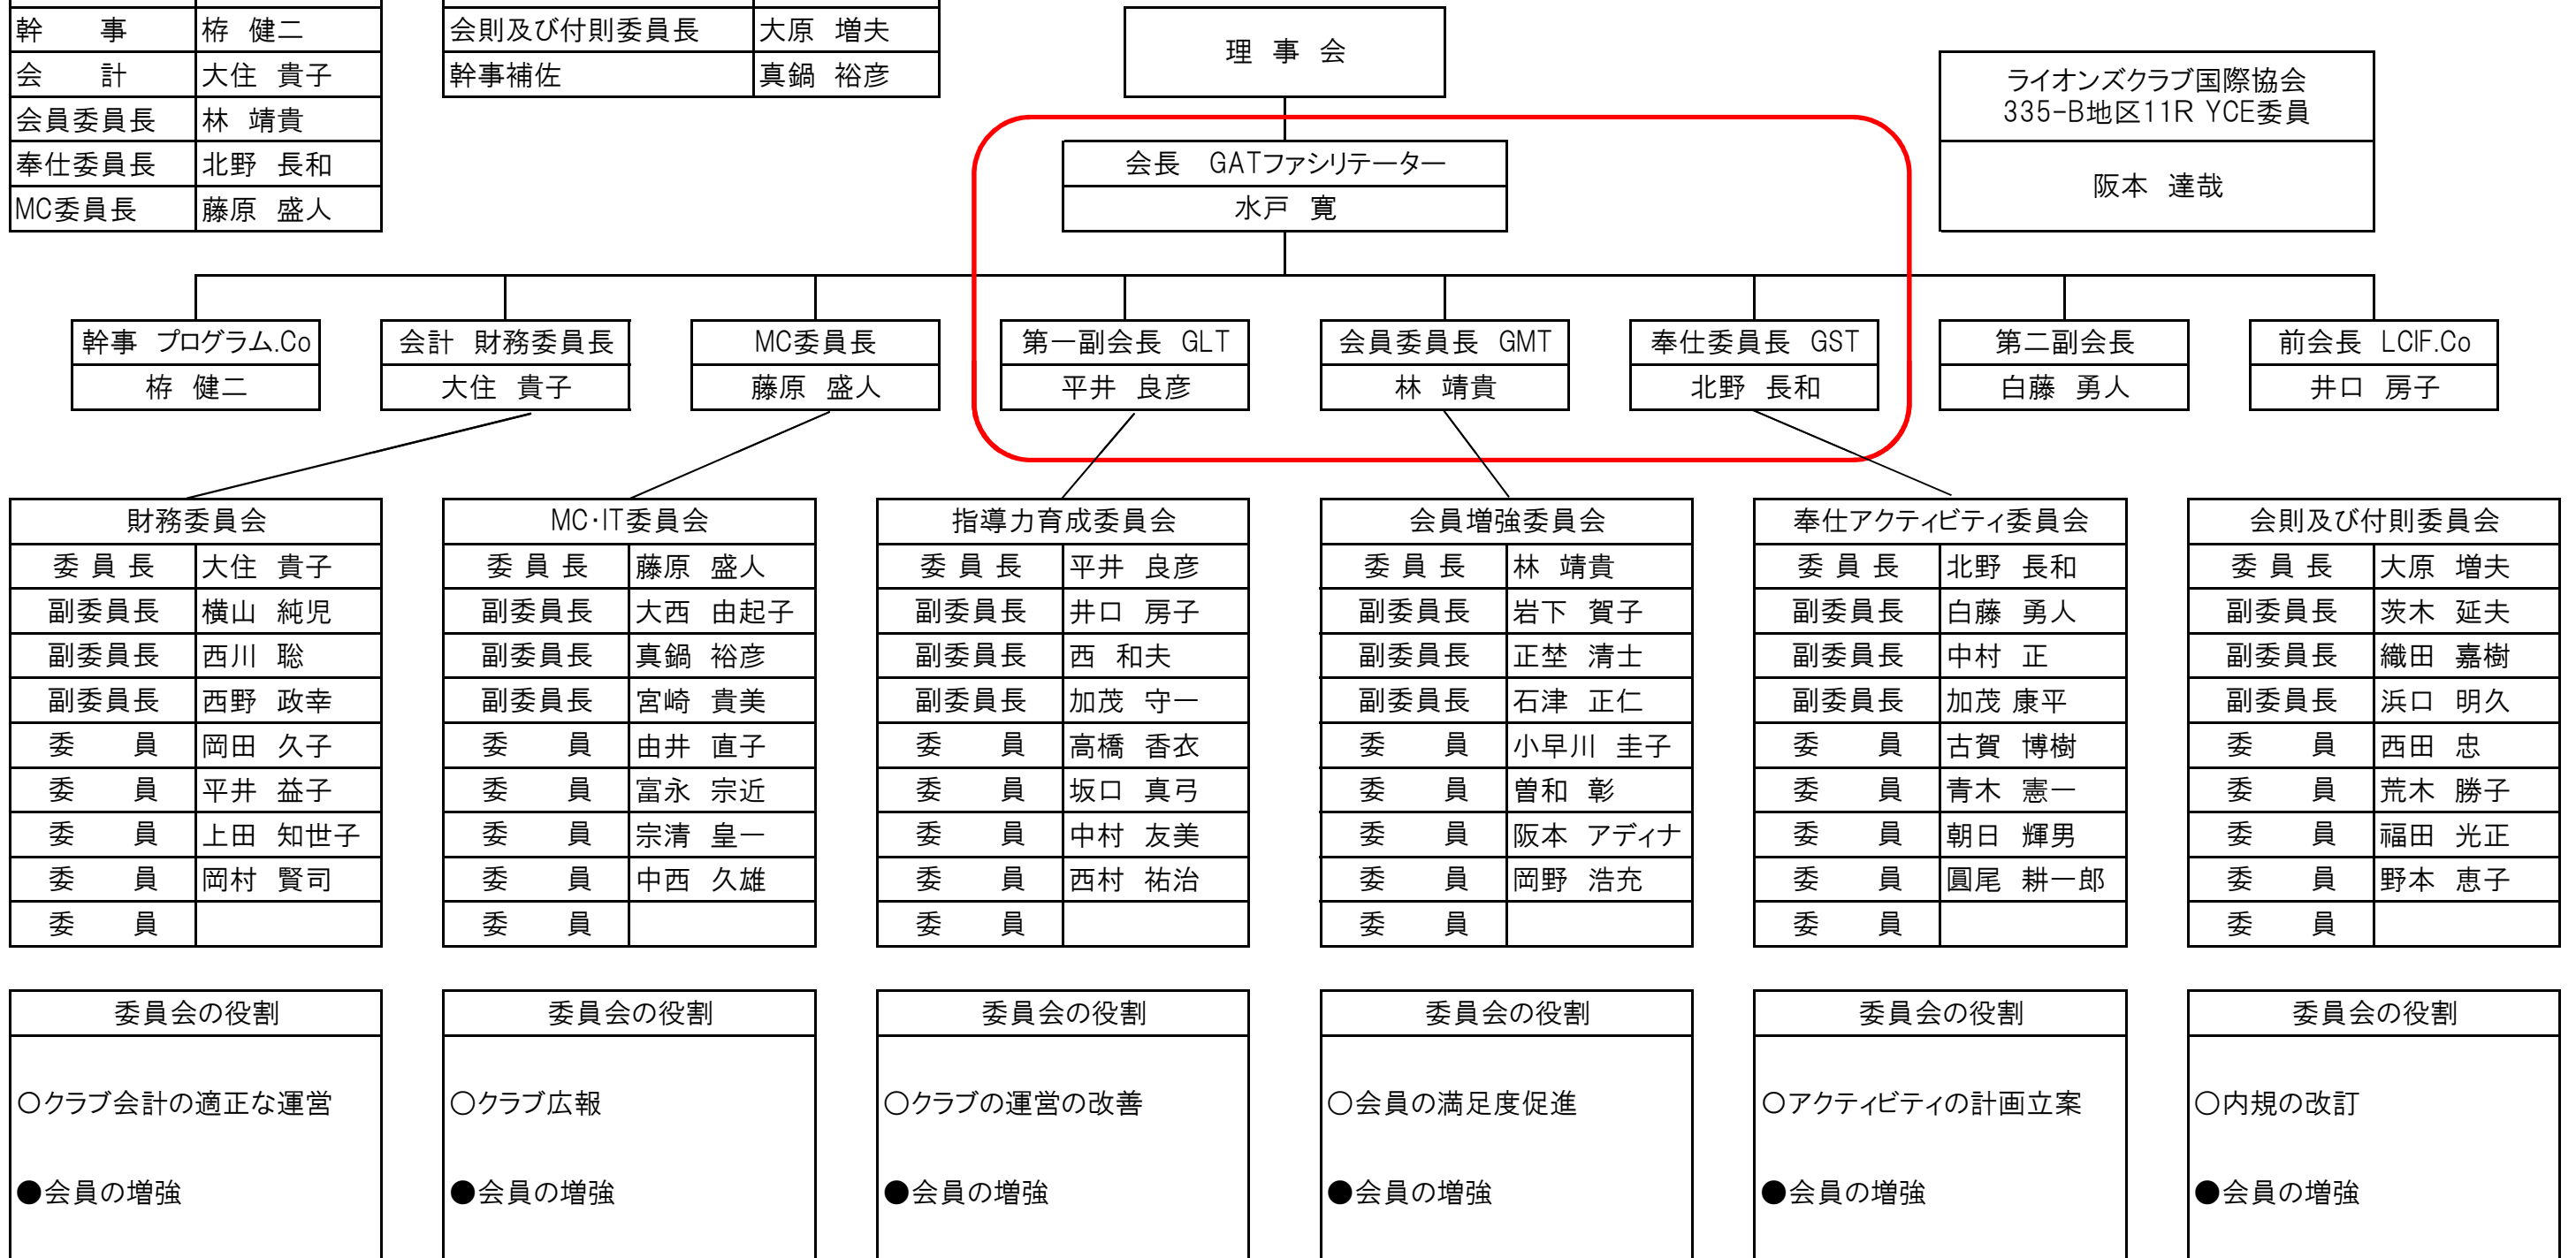 幹　　事 栫　健二
会　　計 大住　貴子
会員委員長 林　靖貴
奉仕委員長 北野　長和
MC委員長 藤原　盛人
会則及び付則委員長 大原　増夫
幹事補佐 真鍋　裕彦
理　事　会
ライオンズクラブ国際協会
335-B地区11R YCE委員
阪本　達哉
会長　GATファシリテーター
水戸　寛
幹事　プログラム.Co
栫　健二
会計　財務委員長
大住　貴子
MC委員長
藤原　盛人
第一副会長　GLT
平井　良彦
会員委員長　GMT
林　靖貴
奉仕委員長　GST
北野　長和
第二副会長
白藤　勇人
前会長　LCIF.Co
井口　房子
財務委員会
委 員 長 大住　貴子
副委員長 横山　純児
副委員長 西川　聡
副委員長 西野　政幸
委　　員 岡田　久子
委　　員 平井　益子
委　　員 上田　知世子
委　　員 岡村　賢司
委　　員
MC・IT委員会
委 員 長 藤原　盛人
副委員長 大西　由起子
副委員長 真鍋　裕彦
副委員長 宮崎　貴美
委　　員 由井　直子
委　　員 富永　宗近
委　　員 宗清　皇一
委　　員 中西　久雄
委　　員
指導力育成委員会
委 員 長 平井　良彦
副委員長 井口　房子
副委員長 西　和夫
副委員長 加茂　守一
委　　員 高橋　香衣
委　　員 坂口　真弓
委　　員 中村　友美
委　　員 西村　祐治
委　　員
会員増強委員会
委 員 長 林　靖貴
副委員長 岩下　賀子
副委員長 正埜　清士
副委員長 石津　正仁
委　　員 小早川　圭子
委　　員 曽和　彰
委　　員 阪本　アディナ
委　　員 岡野　浩充
委　　員
奉仕アクティビティ委員会
委 員 長 北野　長和
副委員長 白藤　勇人
副委員長 中村　正
副委員長 加茂 康平
委　　員 古賀　博樹
委　　員 青木　憲一
委　　員 朝日　輝男
委　　員 圓尾　耕一郎
委　　員
会則及び付則委員会
委 員 長 大原　増夫
副委員長 茨木　延夫
副委員長 織田　嘉樹
副委員長 浜口　明久
委　　員 西田　忠
委　　員 荒木　勝子
委　　員 福田　光正
委　　員 野本　恵子
委　　員
委員会の役割
○クラブ会計の適正な運営
●会員の増強
委員会の役割
○クラブ広報
●会員の増強
委員会の役割
○クラブの運営の改善
●会員の増強
委員会の役割
○会員の満足度促進
●会員の増強
委員会の役割
○アクティビティの計画立案
●会員の増強
委員会の役割
○内規の改訂
●会員の増強